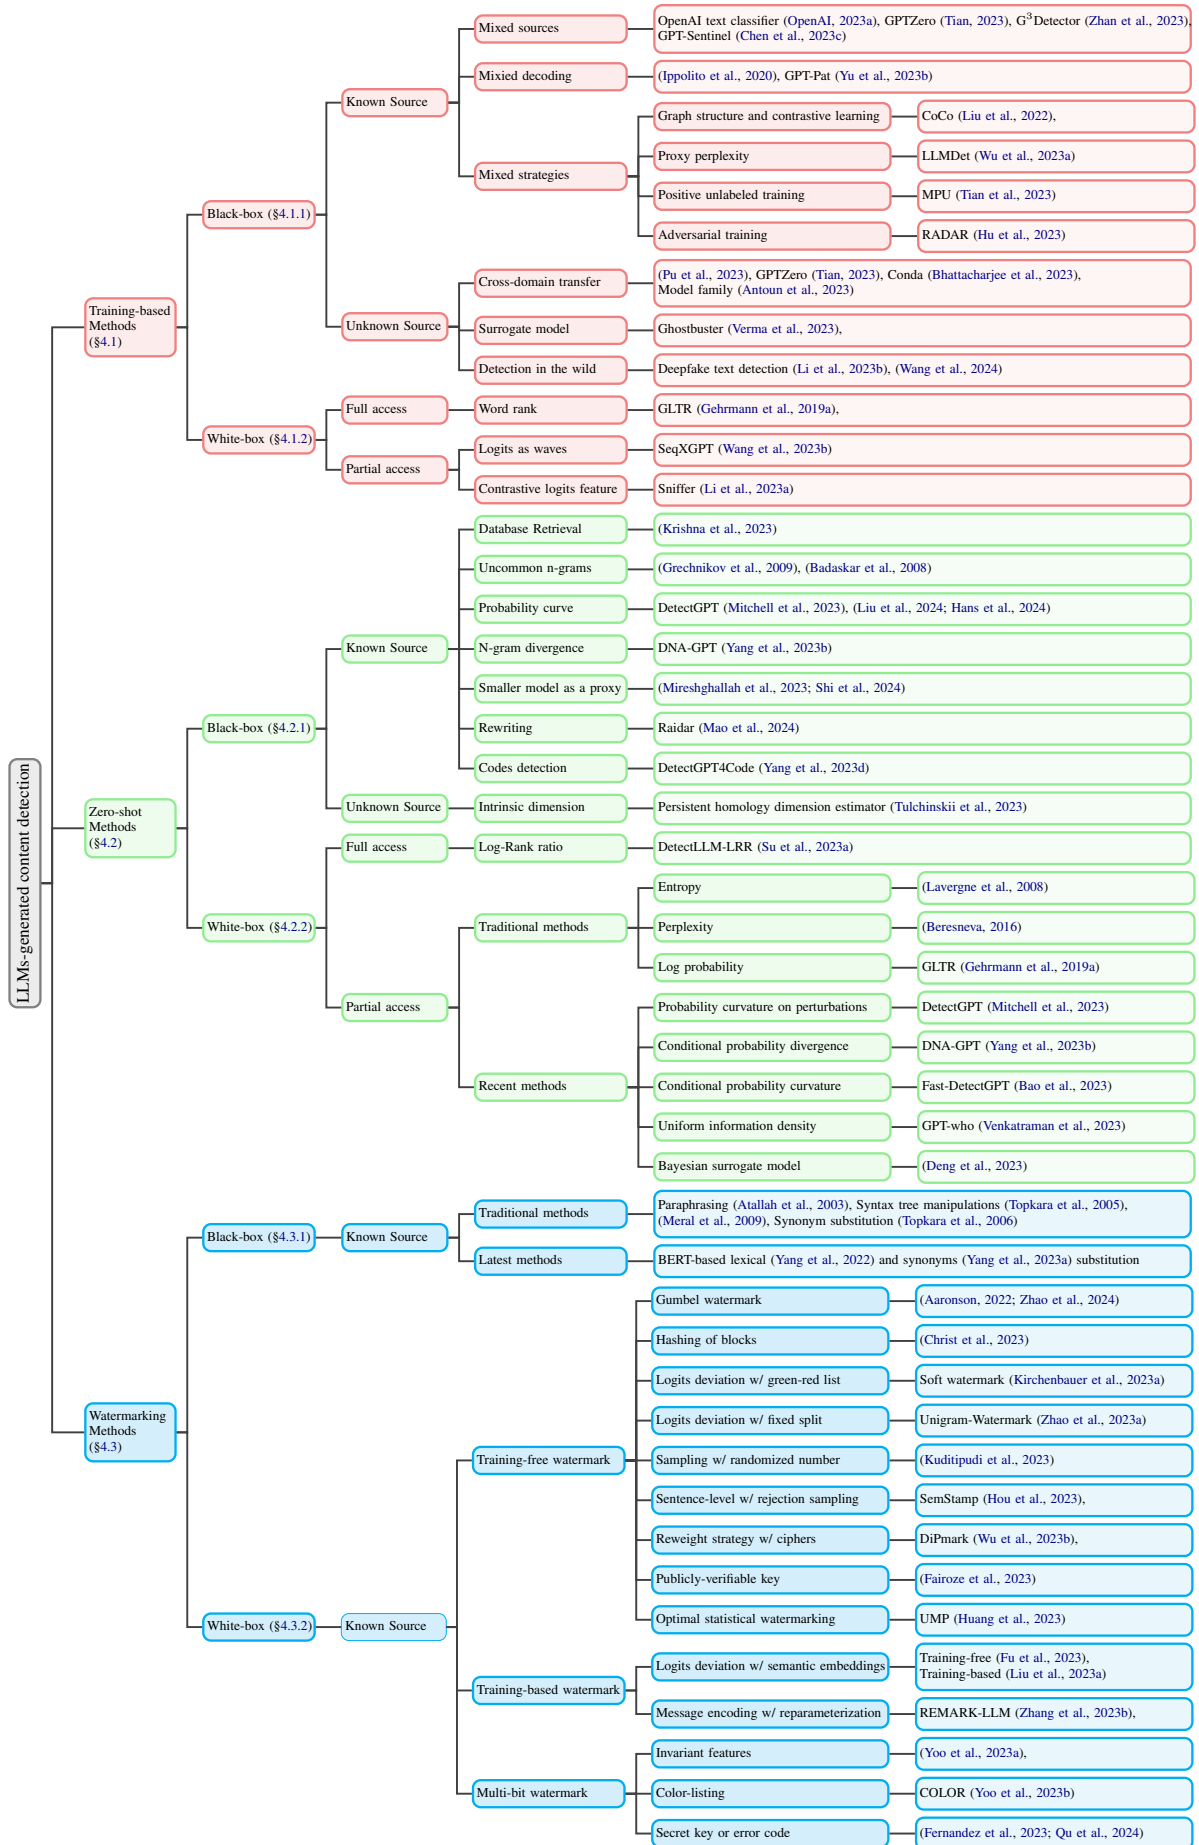 LLMs-generated content detection
Training-based
Methods
(§4.1)
Black-box (§4.1.1)
Known Source
Mixed sources
OpenAI text classifier (OpenAI, 2023a), GPTZero (Tian, 2023), G³Detector (Zhan et al., 2023),
GPT-Sentinel (Chen et al., 2023c)
Mixied decoding
(Ippolito et al., 2020), GPT-Pat (Yu et al., 2023b)
Mixed strategies
Graph structure and contrastive learning
CoCo (Liu et al., 2022),
Proxy perplexity
LLMDet (Wu et al., 2023a)
Positive unlabeled training
MPU (Tian et al., 2023)
Adversarial training
RADAR (Hu et al., 2023)
Unknown Source
Cross-domain transfer
(Pu et al., 2023), GPTZero (Tian, 2023), Conda (Bhattacharjee et al., 2023),
Model family (Antoun et al., 2023)
Surrogate model
Ghostbuster (Verma et al., 2023),
Detection in the wild
Deepfake text detection (Li et al., 2023b), (Wang et al., 2024)
White-box (§4.1.2)
Full access
Word rank
GLTR (Gehrmann et al., 2019a),
Partial access
Logits as waves
SeqXGPT (Wang et al., 2023b)
Contrastive logits feature
Sniffer (Li et al., 2023a)
Zero-shot
Methods
(§4.2)
Black-box (§4.2.1)
Known Source
Database Retrieval
(Krishna et al., 2023)
Uncommon n-grams
(Grechnikov et al., 2009), (Badaskar et al., 2008)
Probability curve
DetectGPT (Mitchell et al., 2023), (Liu et al., 2024; Hans et al., 2024)
N-gram divergence
DNA-GPT (Yang et al., 2023b)
Smaller model as a proxy
(Mireshghallah et al., 2023; Shi et al., 2024)
Rewriting
Raidar (Mao et al., 2024)
Codes detection
DetectGPT4Code (Yang et al., 2023d)
Unknown Source
Intrinsic dimension
Persistent homology dimension estimator (Tulchinskii et al., 2023)
White-box (§4.2.2)
Full access
Log-Rank ratio
DetectLLM-LRR (Su et al., 2023a)
Partial access
Traditional methods
Entropy
(Lavergne et al., 2008)
Perplexity
(Beresneva, 2016)
Log probability
GLTR (Gehrmann et al., 2019a)
Recent methods
Probability curvature on perturbations
DetectGPT (Mitchell et al., 2023)
Conditional probability divergence
DNA-GPT (Yang et al., 2023b)
Conditional probability curvature
Fast-DetectGPT (Bao et al., 2023)
Uniform information density
GPT-who (Venkatraman et al., 2023)
Bayesian surrogate model
(Deng et al., 2023)
Watermarking
Methods
(§4.3)
Black-box (§4.3.1)
Known Source
Traditional methods
Paraphrasing (Atallah et al., 2003), Syntax tree manipulations (Topkara et al., 2005),
(Meral et al., 2009), Synonym substitution (Topkara et al., 2006)
Latest methods
BERT-based lexical (Yang et al., 2022) and synonyms (Yang et al., 2023a) substitution
White-box (§4.3.2)
Known Source
Training-free watermark
Gumbel watermark
(Aaronson, 2022; Zhao et al., 2024)
Hashing of blocks
(Christ et al., 2023)
Logits deviation w/ green-red list
Soft watermark (Kirchenbauer et al., 2023a)
Logits deviation w/ fixed split
Unigram-Watermark (Zhao et al., 2023a)
Sampling w/ randomized number
(Kuditipudi et al., 2023)
Sentence-level w/ rejection sampling
SemStamp (Hou et al., 2023),
Reweight strategy w/ ciphers
DiPmark (Wu et al., 2023b),
Publicly-verifiable key
(Fairoze et al., 2023)
Optimal statistical watermarking
UMP (Huang et al., 2023)
Training-based watermark
Logits deviation w/ semantic embeddings
Training-free (Fu et al., 2023),
Training-based (Liu et al., 2023a)
Message encoding w/ reparameterization
REMARK-LLM (Zhang et al., 2023b),
Multi-bit watermark
Invariant features
(Yoo et al., 2023a),
Color-listing
COLOR (Yoo et al., 2023b)
Secret key or error code
(Fernandez et al., 2023; Qu et al., 2024)